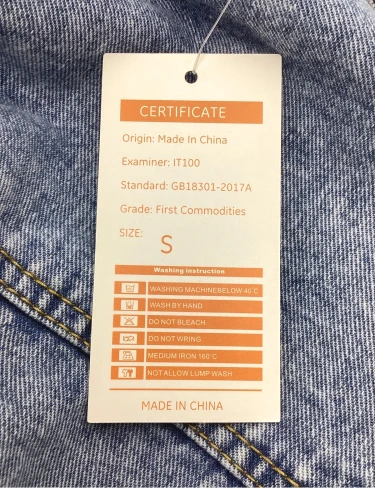 CERTIFICATE
Origin: Made In China
Examiner: IT100
Standard: GB18301-2017A
Grade: First Commodities
SIZE: S
Washing instruction
WASHING MACHINEBELOW 40°C
WASH BY HAND
DO NOT BLEACH
DO NOT WRING
MEDIUM IRON 160°C
NOT ALLOW LUMP WASH
MADE IN CHINA